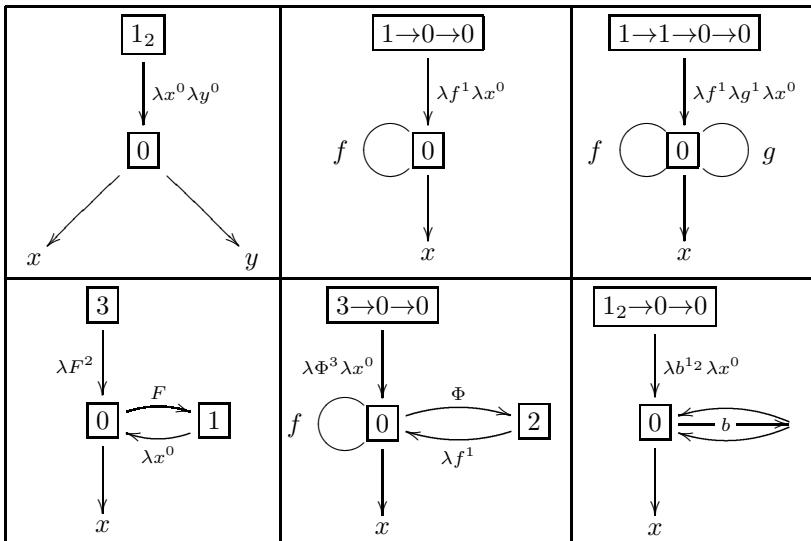 1₂
λx⁰λy⁰
0
x y
1→0→0
λf¹λx⁰
f 0
x
1→1→0→0
λf¹λg¹λx⁰
f 0 g
x
3
λF²
F
0 1
λx⁰
x
3→0→0
λΦ³λx⁰
Φ
f 0 2
λf¹
x
1₂→0→0
λb¹²λx⁰
0 b
x